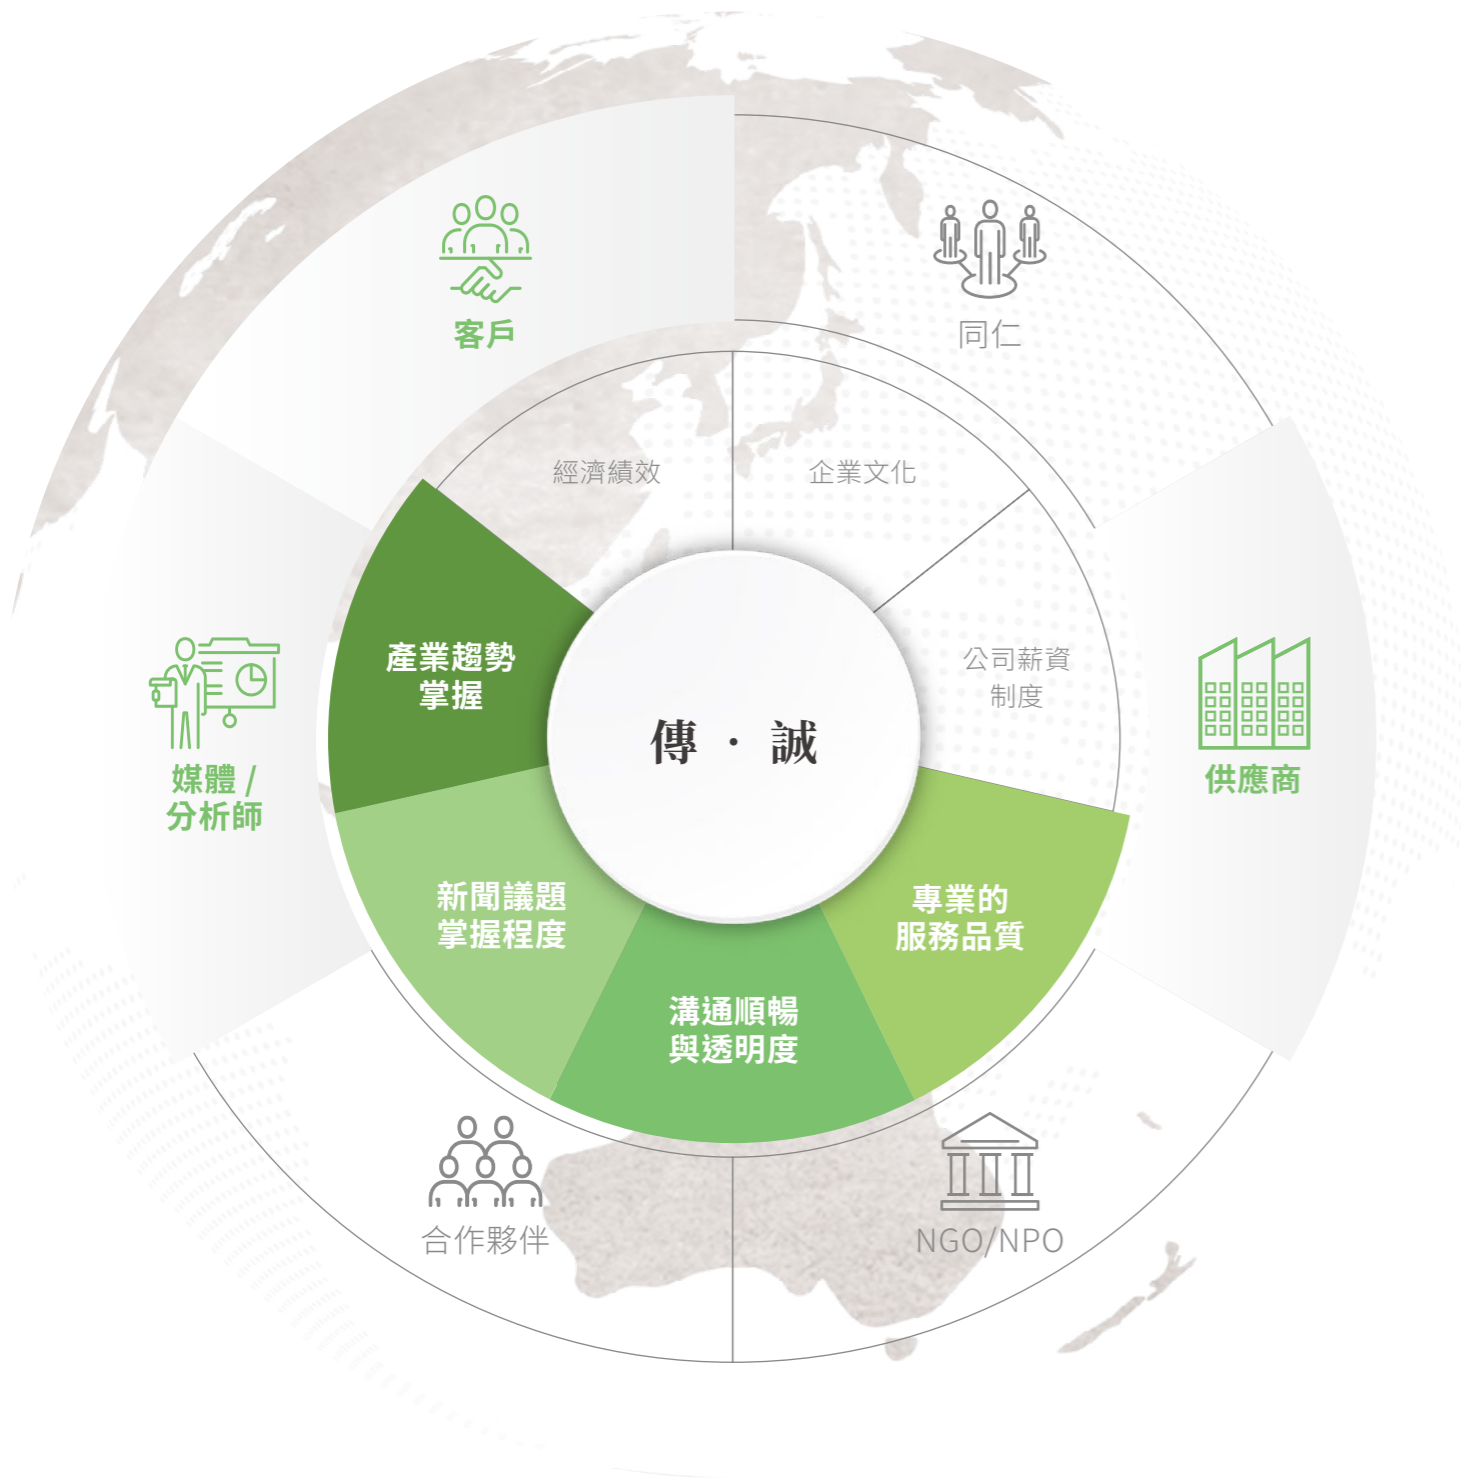 客戶
同仁
經濟績效
企業文化
產業趨勢
掌握
公司薪資
制度
傳・誠
媒體 /
分析師
供應商
新聞議題
掌握程度
專業的
服務品質
溝通順暢
與透明度
合作夥伴
NGO/NPO